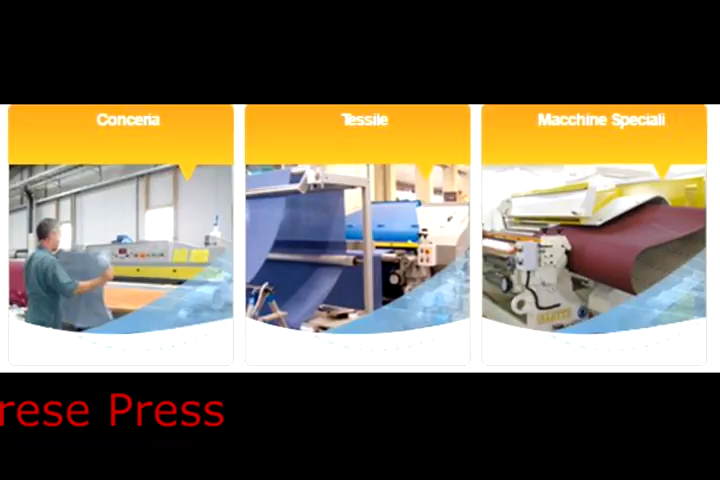 Conceria
Tessile
Macchine Speciali
rese Press